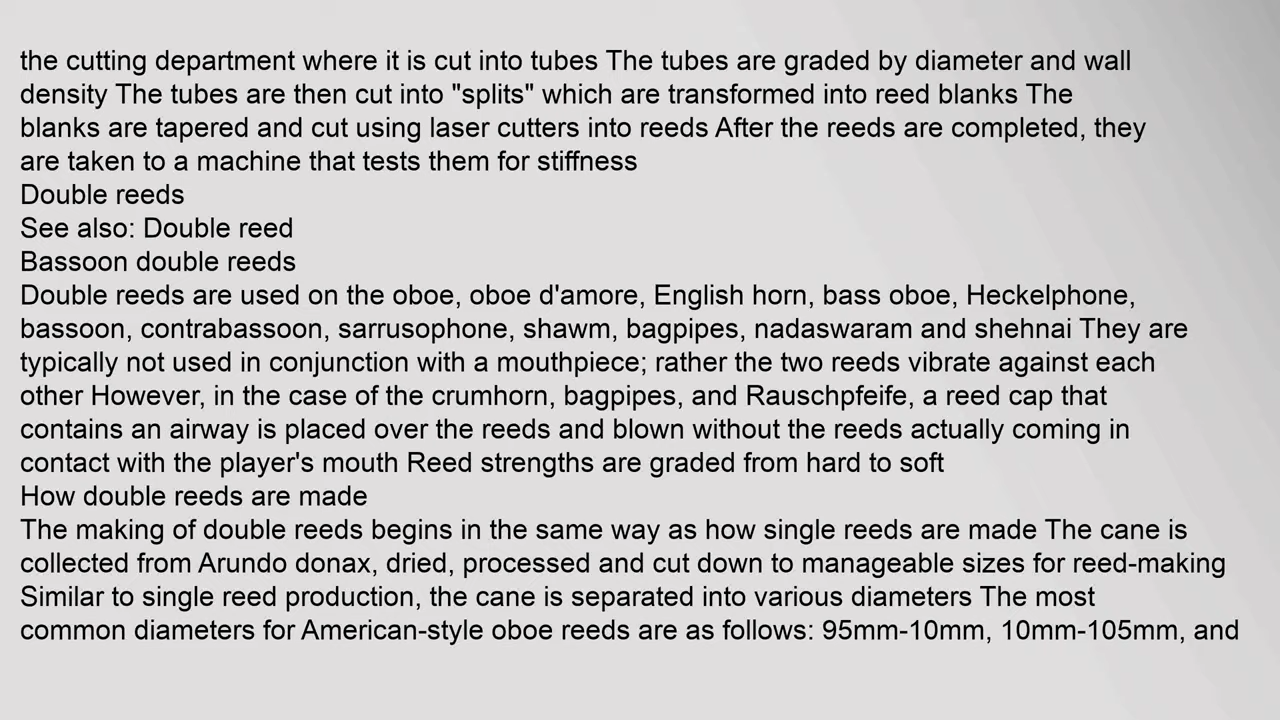 the cutting department where it is cut into tubes The tubes are graded by diameter and wall
density The tubes are then cut into "splits" which are transformed into reed blanks The
blanks are tapered and cut using laser cutters into reeds After the reeds are completed, they
are taken to a machine that tests them for stiffness
Double reeds
See also: Double reed
Bassoon double reeds
Double reeds are used on the oboe, oboe d'amore, English horn, bass oboe, Heckelphone,
bassoon, contrabassoon, sarrusophone, shawm, bagpipes, nadaswaram and shehnai They are
typically not used in conjunction with a mouthpiece; rather the two reeds vibrate against each
other However, in the case of the crumhorn, bagpipes, and Rauschpfeife, a reed cap that
contains an airway is placed over the reeds and blown without the reeds actually coming in
contact with the player's mouth Reed strengths are graded from hard to soft
How double reeds are made
The making of double reeds begins in the same way as how single reeds are made The cane is
collected from Arundo donax, dried, processed and cut down to manageable sizes for reed-making
Similar to single reed production, the cane is separated into various diameters The most
common diameters for American-style oboe reeds are as follows: 95mm-10mm, 10mm-105mm, and